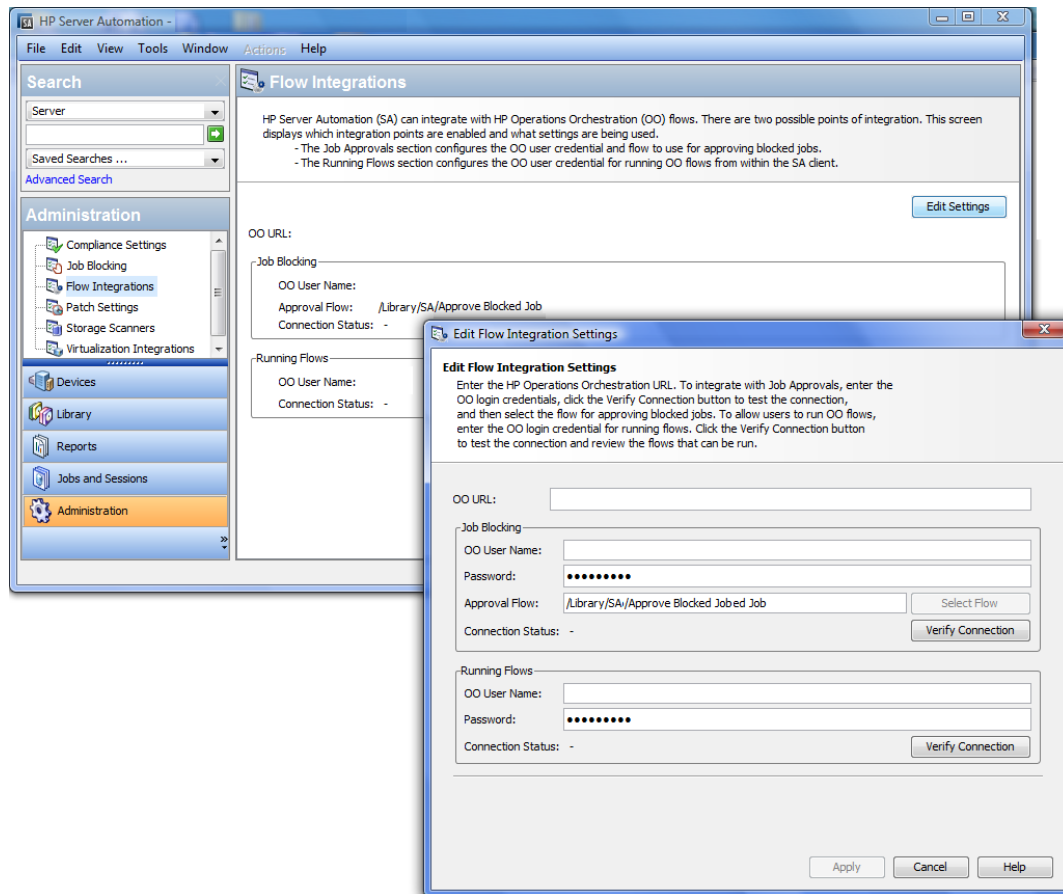 HP Server Automation -
File Edit View Tools Window Actions Help
Search
Server
Saved Searches ...
Advanced Search
Administration
Compliance Settings
Job Blocking
Flow Integrations
Patch Settings
Storage Scanners
Virtualization Integrations
Devices
Library
Reports
Jobs and Sessions
Administration
Flow Integrations
HP Server Automation (SA) can integrate with HP Operations Orchestration (OO) flows. There are two possible points of integration. This screen
displays which integration points are enabled and what settings are being used.
- The Job Approvals section configures the OO user credential and flow to use for approving blocked jobs.
- The Running Flows section configures the OO user credential for running OO flows from within the SA client.
Edit Settings
OO URL:
Job Blocking
OO User Name:
Approval Flow: /Library/SA/Approve Blocked Job
Connection Status: -
Running Flows
OO User Name:
Connection Status: -
Edit Flow Integration Settings
Edit Flow Integration Settings
Enter the HP Operations Orchestration URL. To integrate with Job Approvals, enter the
OO login credentials, click the Verify Connection button to test the connection,
and then select the flow for approving blocked jobs. To allow users to run OO flows,
enter the OO login credential for running flows. Click the Verify Connection button
to test the connection and review the flows that can be run.
OO URL:
Job Blocking
OO User Name:
Password: •••••••••
Approval Flow: /Library/SA/Approve Blocked Jobed Job Select Flow
Connection Status: - Verify Connection
Running Flows
OO User Name:
Password: •••••••••
Connection Status: - Verify Connection
Apply Cancel Help